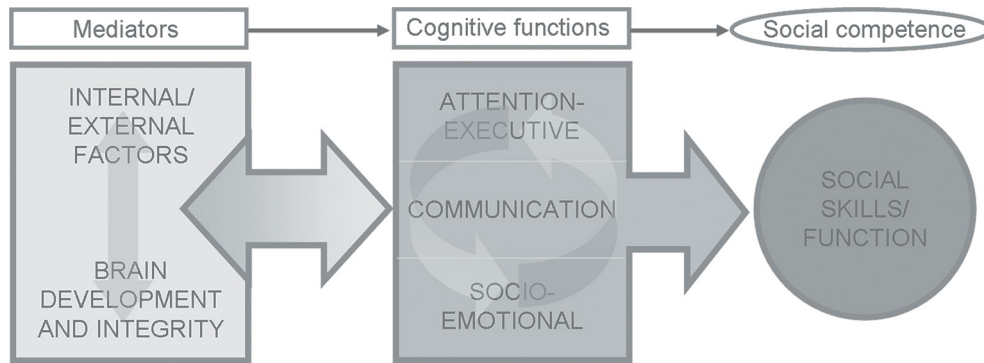 Mediators
Cognitive functions
Social competence
INTERNAL/
EXTERNAL
FACTORS
BRAIN
DEVELOPMENT
AND INTEGRITY
ATTENTION-
EXECUTIVE
COMMUNICATION
SOCIO-
EMOTIONAL
SOCIAL
SKILLS/
FUNCTION